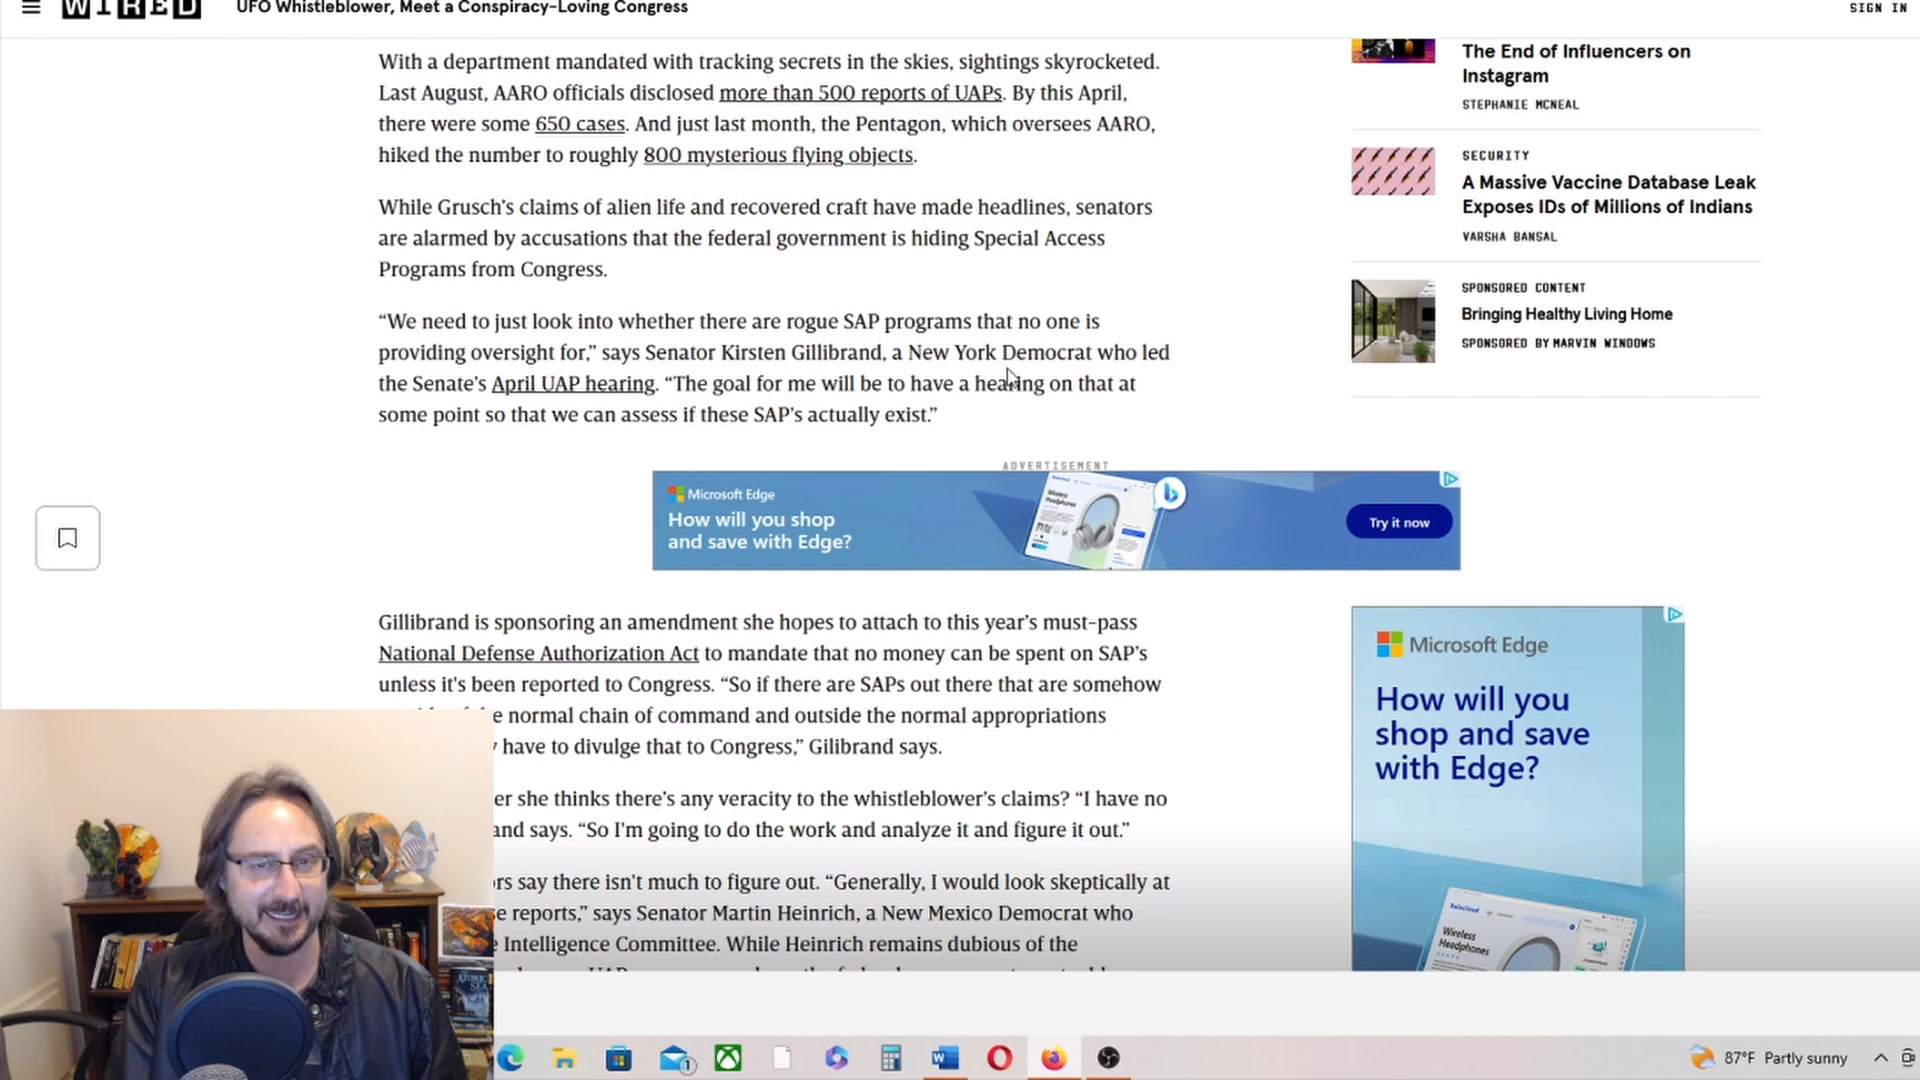 WIRED
UFO Whistleblower, Meet a Conspiracy-Loving Congress
SIGN IN
With a department mandated with tracking secrets in the skies, sightings skyrocketed.
Last August, AARO officials disclosed more than 500 reports of UAPs. By this April,
there were some 650 cases. And just last month, the Pentagon, which oversees AARO,
hiked the number to roughly 800 mysterious flying objects.
While Grusch's claims of alien life and recovered craft have made headlines, senators
are alarmed by accusations that the federal government is hiding Special Access
Programs from Congress.
“We need to just look into whether there are rogue SAP programs that no one is
providing oversight for,” says Senator Kirsten Gillibrand, a New York Democrat who led
the Senate's April UAP hearing. “The goal for me will be to have a hearing on that at
some point so that we can assess if these SAP's actually exist.”
The End of Influencers on
Instagram
STEPHANIE MCNEAL
SECURITY
A Massive Vaccine Database Leak
Exposes IDs of Millions of Indians
VARSHA BANSAL
SPONSORED CONTENT
Bringing Healthy Living Home
SPONSORED BY MARVIN WINDOWS
ADVERTISEMENT
Microsoft Edge
How will you shop
and save with Edge?
Wireless
Headphones
Try it now
Gillibrand is sponsoring an amendment she hopes to attach to this year's must-pass
National Defense Authorization Act to mandate that no money can be spent on SAP's
unless it's been reported to Congress. “So if there are SAPs out there that are somehow
normal chain of command and outside the normal appropriations
have to divulge that to Congress,” Gilibrand says.
she thinks there's any veracity to the whistleblower's claims? “I have no
says. “So I'm going to do the work and analyze it and figure it out.”
say there isn't much to figure out. “Generally, I would look skeptically at
reports,” says Senator Martin Heinrich, a New Mexico Democrat who
Intelligence Committee. While Heinrich remains dubious of the
Microsoft Edge
How will you
shop and save
with Edge?
Wireless
Headphones
1
87°F Partly sunny